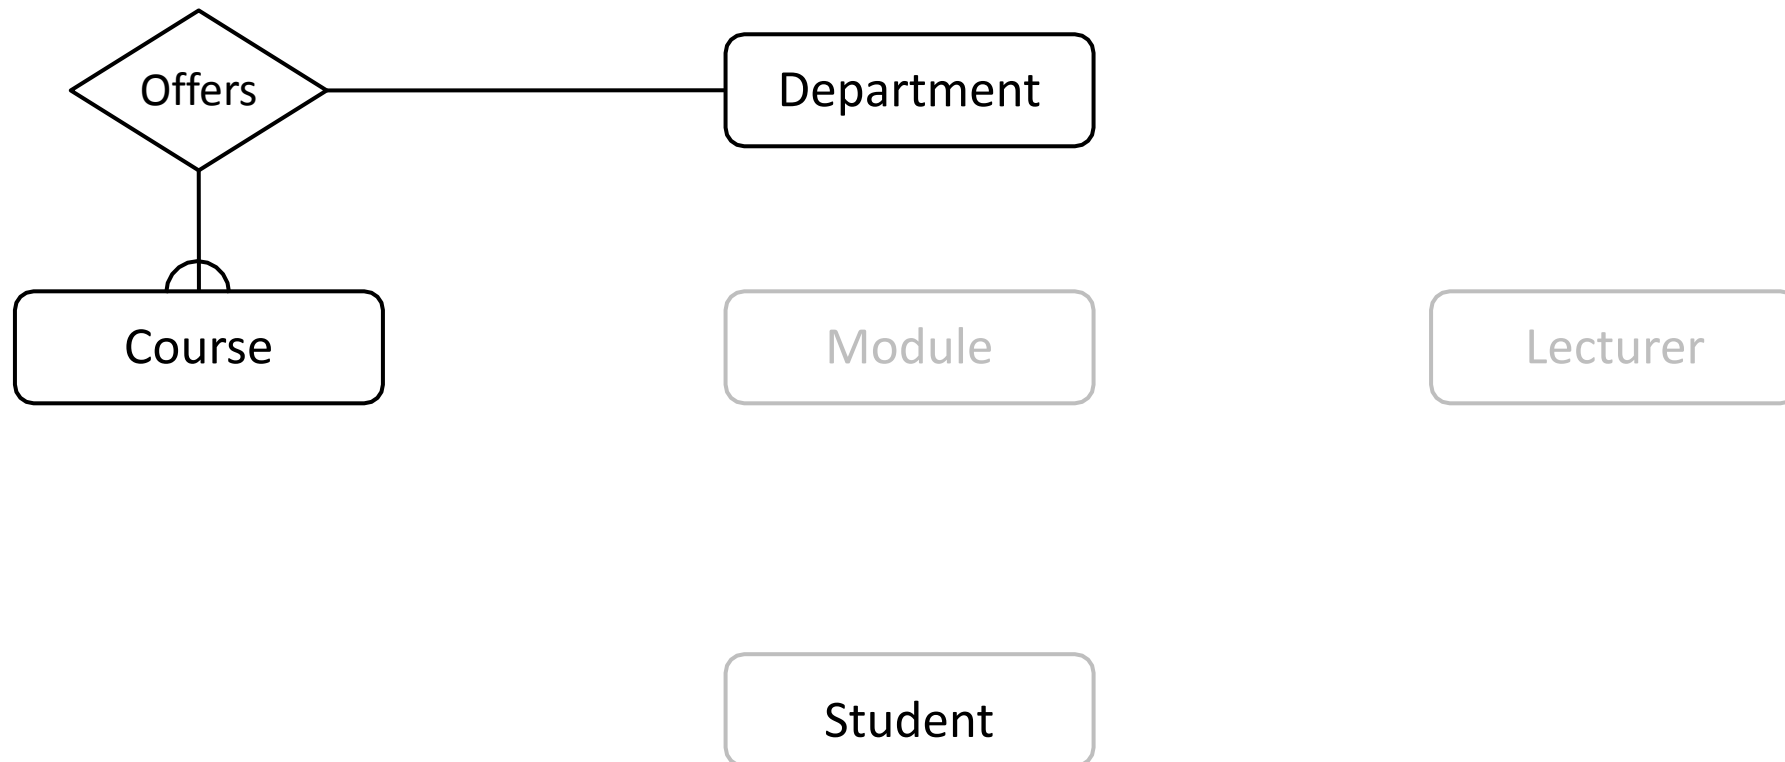 Offers
Department
Course
Module
Lecturer
Student